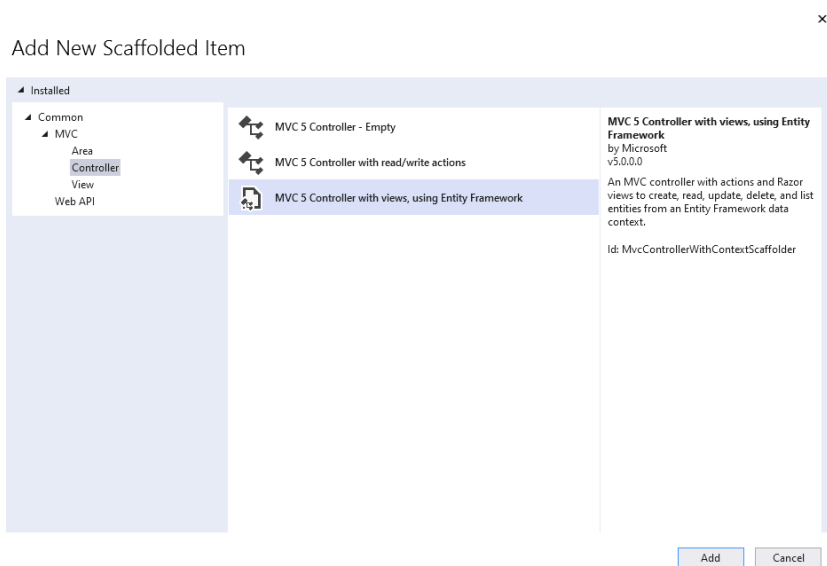 ×
Add New Scaffolded Item
Installed
Common
MVC
Area
Controller
View
Web API
MVC 5 Controller - Empty
MVC 5 Controller with read/write actions
MVC 5 Controller with views, using Entity Framework
MVC 5 Controller with views, using Entity
Framework
by Microsoft
v5.0.0.0
An MVC controller with actions and Razor
views to create, read, update, delete, and list
entities from an Entity Framework data
context.
Id: MvcControllerWithContextScaffolder
Add
Cancel